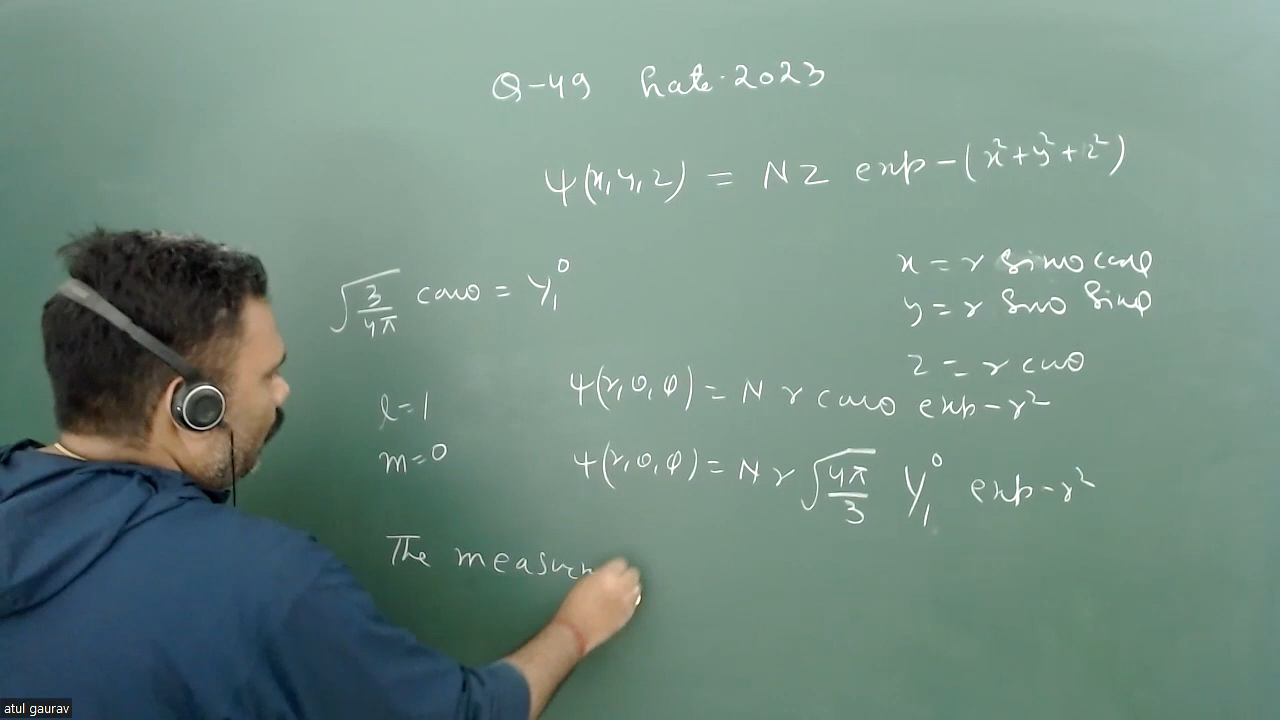 Q-49 Gate-2023
ψ(x,y,z) = Nz exp-(x²+y²+z²)
x = r sinθ cosφ
√(3/4π) cosθ = Y₁⁰
y = r sinθ sinφ
z = r cosθ
ψ(r,θ,φ) = N r cosθ exp-r²
l=1
m=0
ψ(r,θ,φ) = N r √(4π/3) Y₁⁰ exp-r²
The measur
atul gaurav